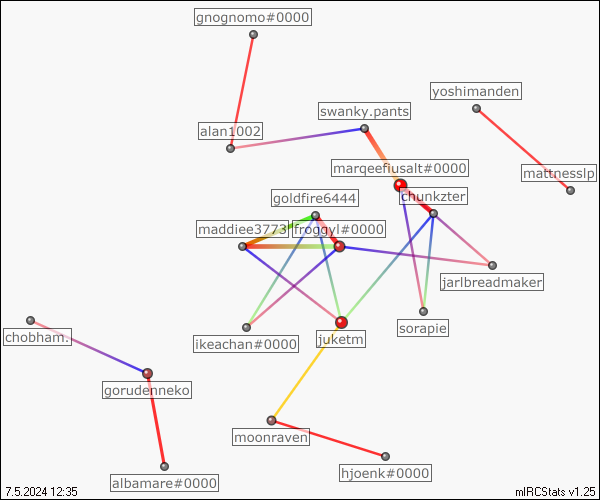 gnognomo#0000
yoshimanden
swanky.pants
alan1002
marqeefiusalt#0000
mattnesslp
chunkzter
goldfire6444
maddiee3773
froggyl#0000
jarlbreadmaker
sorapie
chobham.
ikeachan#0000
juketm
gorudenneko
moonraven
hjoenk#0000
albamare#0000
7.5.2024 12:35
mIRCStats v1.25